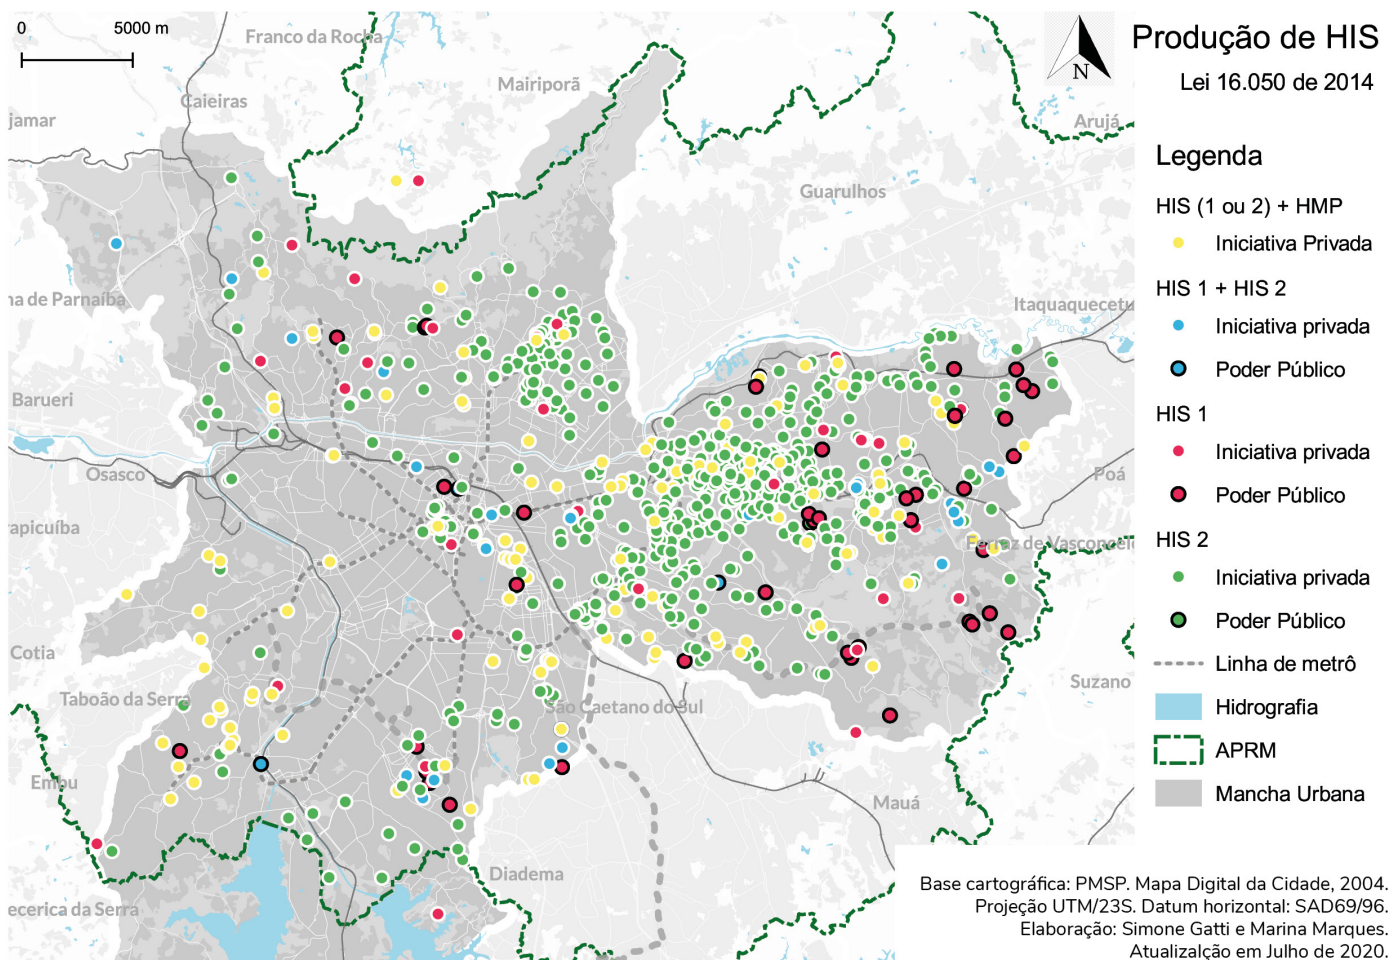 0
5000 m
Franco da Rocha
Mairiporã
Caieiras
jamar
Arujá
Guarulhos
na de Parnaíba
Itaquaquecetu
Barueri
Osasco
Poá
rapicuíba
Ferraz de Vasconcelo
Cotia
Taboão da Serra
Suzano
São Caetano do Sul
Embu
Mauá
Diadema
ecerica da Serra
N
Produção de HIS
Lei 16.050 de 2014
Legenda
HIS (1 ou 2) + HMP
Iniciativa Privada
HIS 1 + HIS 2
Iniciativa privada
Poder Público
HIS 1
Iniciativa privada
Poder Público
HIS 2
Iniciativa privada
Poder Público
Linha de metrô
Hidrografia
APRM
Mancha Urbana
Base cartográfica: PMSP. Mapa Digital da Cidade, 2004.
Projeção UTM/23S. Datum horizontal: SAD69/96.
Elaboração: Simone Gatti e Marina Marques.
Atualizalção em Julho de 2020.